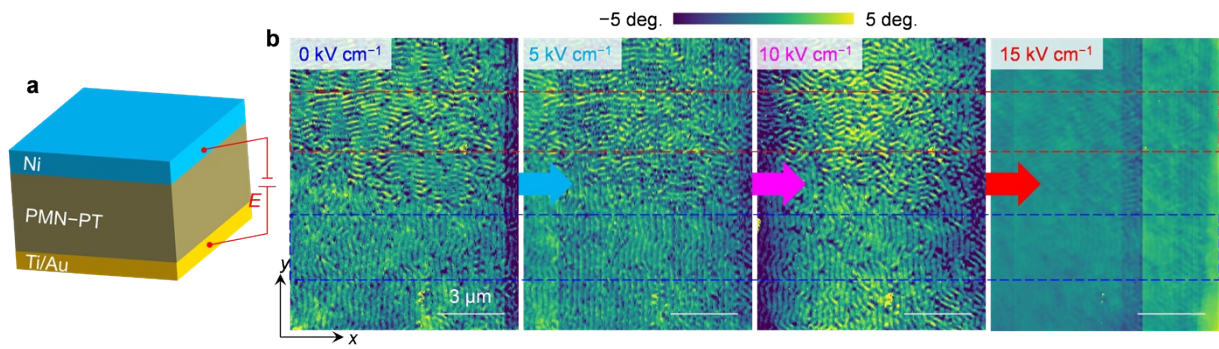 a
Ni
PMN−PT
Ti/Au
E
b
−5 deg.
5 deg.
0 kV cm⁻¹
5 kV cm⁻¹
10 kV cm⁻¹
15 kV cm⁻¹
3 μm
y
x